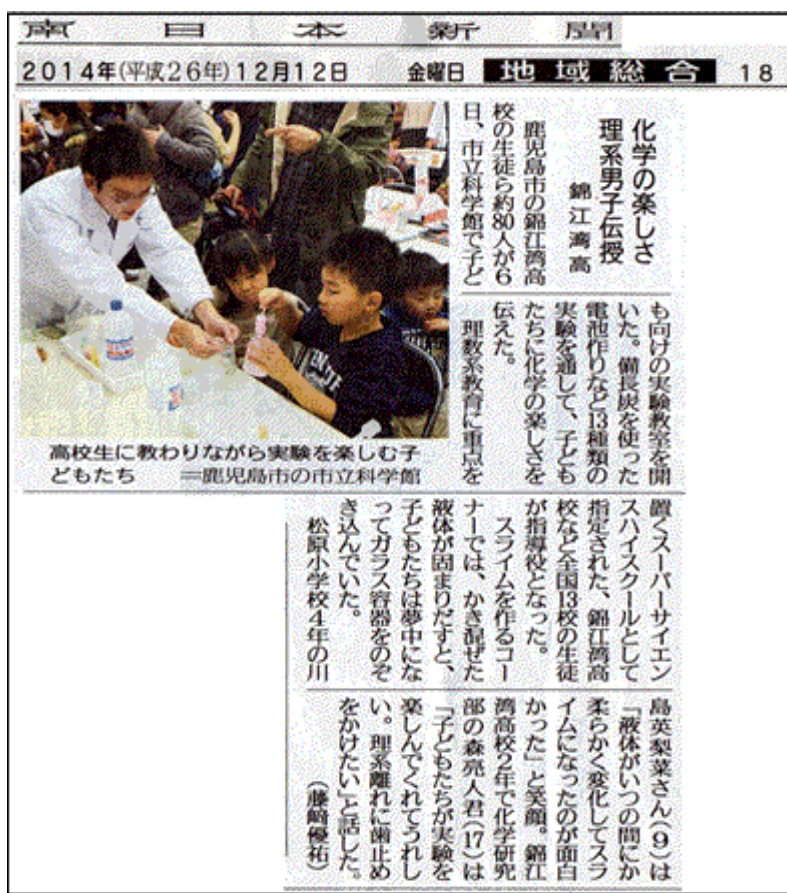 南日本新聞
2014年(平成26年)12月12日　金曜日　地域総合　18
化学の楽しさ
理系男子伝授
錦江湾高
鹿児島市の錦江湾高
校の生徒ら約80人が6
日、市立科学館で子ど
も向けの実験教室を開
いた。備長炭を使った
電池作りなど13種類の
実験を通して、子ども
たちに化学の楽しさを
伝えた。
理数系教育に重点を
置くスーパーサイエン
スハイスクールとして
指定された、錦江湾高
校など全国13校の生徒
が指導役となった。
スライムを作るコー
ナーでは、かき混ぜた
液体が固まりだすと、
子どもたちは夢中にな
ってガラス容器をのぞ
き込んでいた。
松原小学校4年の川
島英梨菜さん(9)は
「液体がいつの間にか
柔らかく変化してスラ
イムになったのが面白
かった」と笑顔。錦江
湾高校2年で化学研究
部の森亮人君(17)は
「子どもたちが実験を
楽しんでくれてうれし
い。理系離れに歯止め
をかけたい」と話した。
(藤﨑優祐)
高校生に教わりながら実験を楽しむ子
どもたち　＝鹿児島市の市立科学館